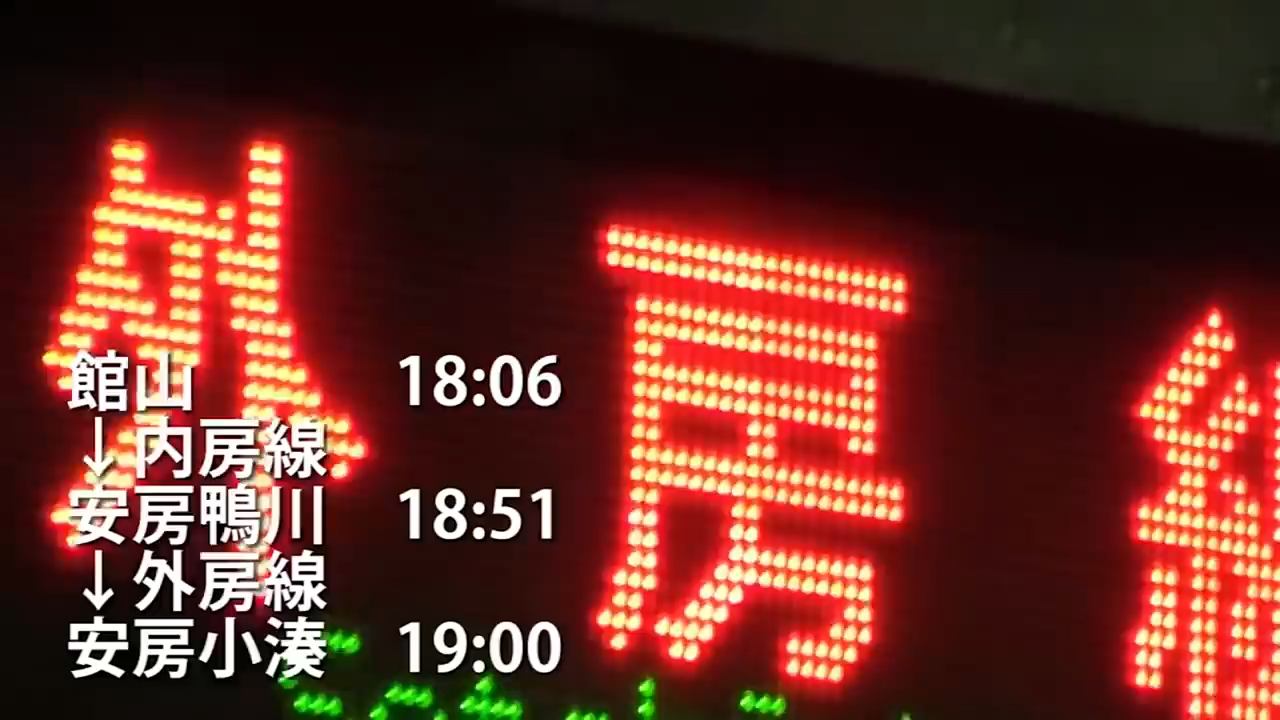 外房線
館山 18:06
↓内房線
安房鴨川 18:51
↓外房線
安房小湊 19:00